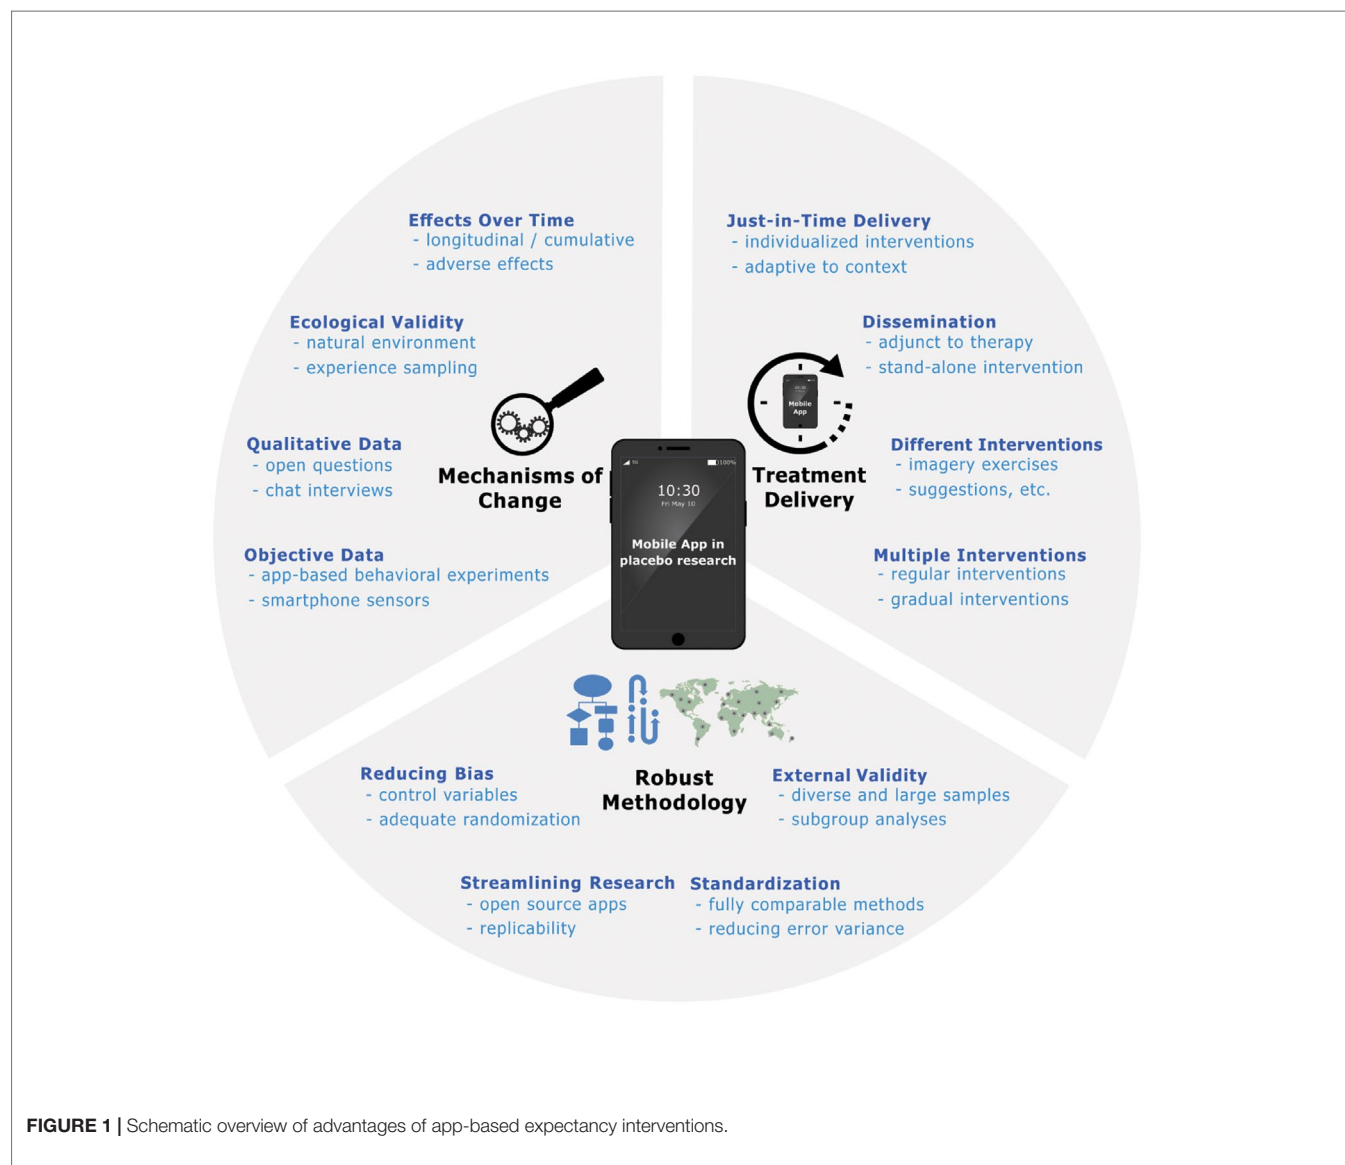 Effects Over Time
- longitudinal / cumulative
- adverse effects
Ecological Validity
- natural environment
- experience sampling
Qualitative Data
- open questions
- chat interviews
Objective Data
- app-based behavioral experiments
- smartphone sensors
Mechanisms of
Change
Just-in-Time Delivery
- individualized interventions
- adaptive to context
Dissemination
- adjunct to therapy
- stand-alone intervention
Different Interventions
- imagery exercises
- suggestions, etc.
Multiple Interventions
- regular interventions
- gradual interventions
10:30
Mobile
App
Treatment
Delivery
100%
10:30
Fri May 10
Mobile App in
placebo research
Robust
Methodology
Reducing Bias
- control variables
- adequate randomization
External Validity
- diverse and large samples
- subgroup analyses
Streamlining Research
- open source apps
- replicability
Standardization
- fully comparable methods
- reducing error variance
FIGURE 1 | Schematic overview of advantages of app-based expectancy interventions.